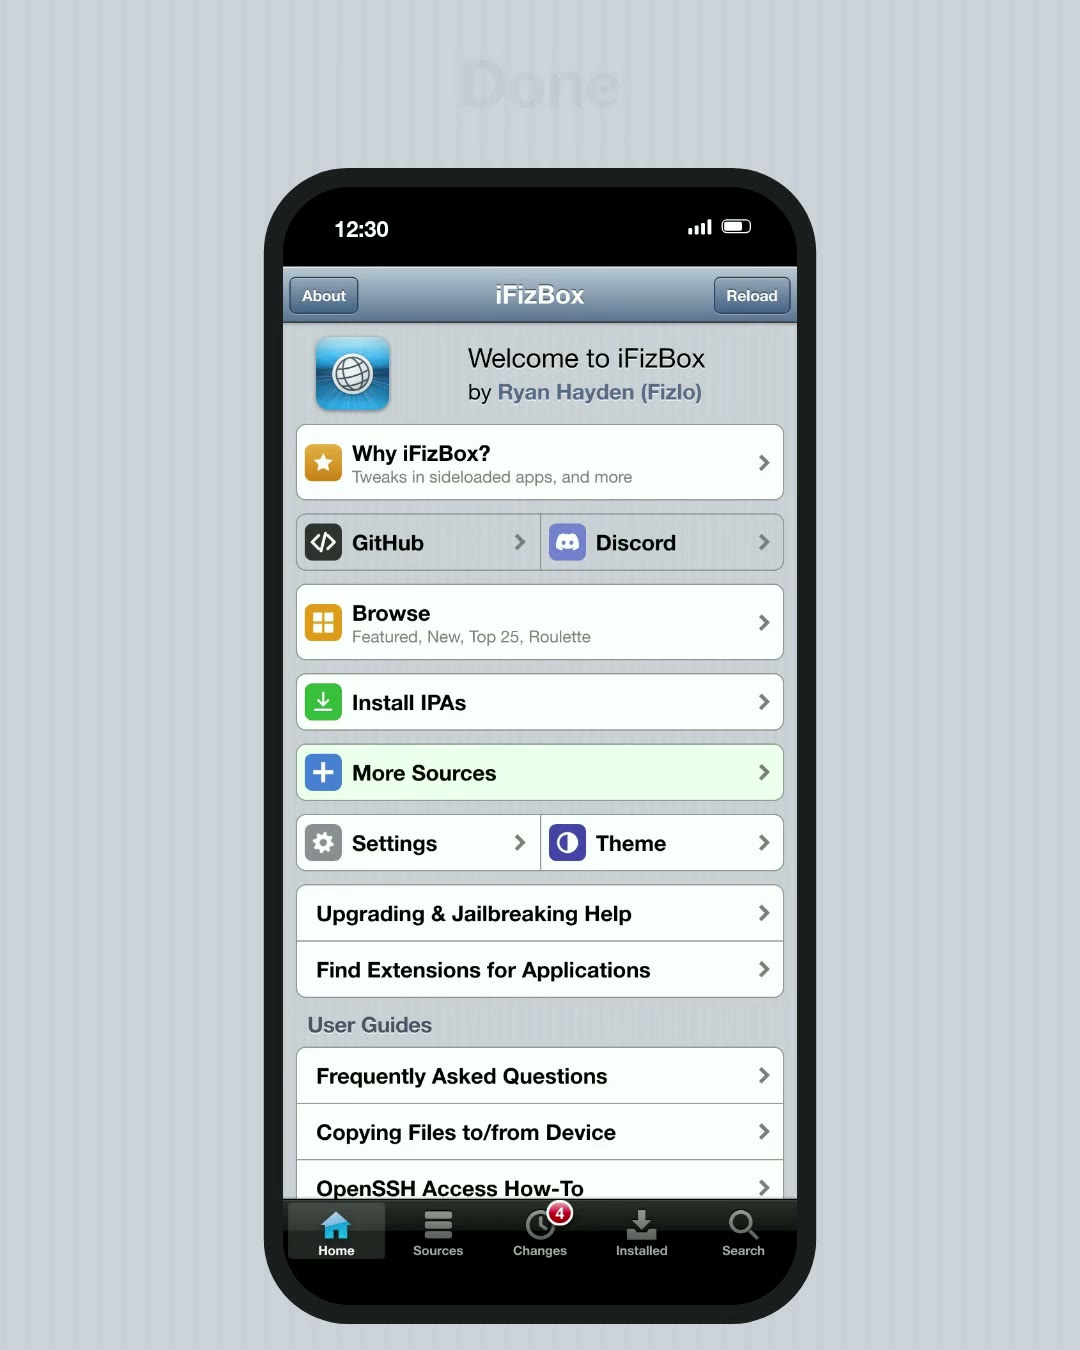 Done
12:30
About
iFizBox
Reload
Welcome to iFizBox
by Ryan Hayden (Fizlo)
Why iFizBox?
Tweaks in sideloaded apps, and more
GitHub
Discord
Browse
Featured, New, Top 25, Roulette
Install IPAs
More Sources
Settings
Theme
Upgrading & Jailbreaking Help
Find Extensions for Applications
User Guides
Frequently Asked Questions
Copying Files to/from Device
OpenSSH Access How-To
4
Home
Sources
Changes
Installed
Search